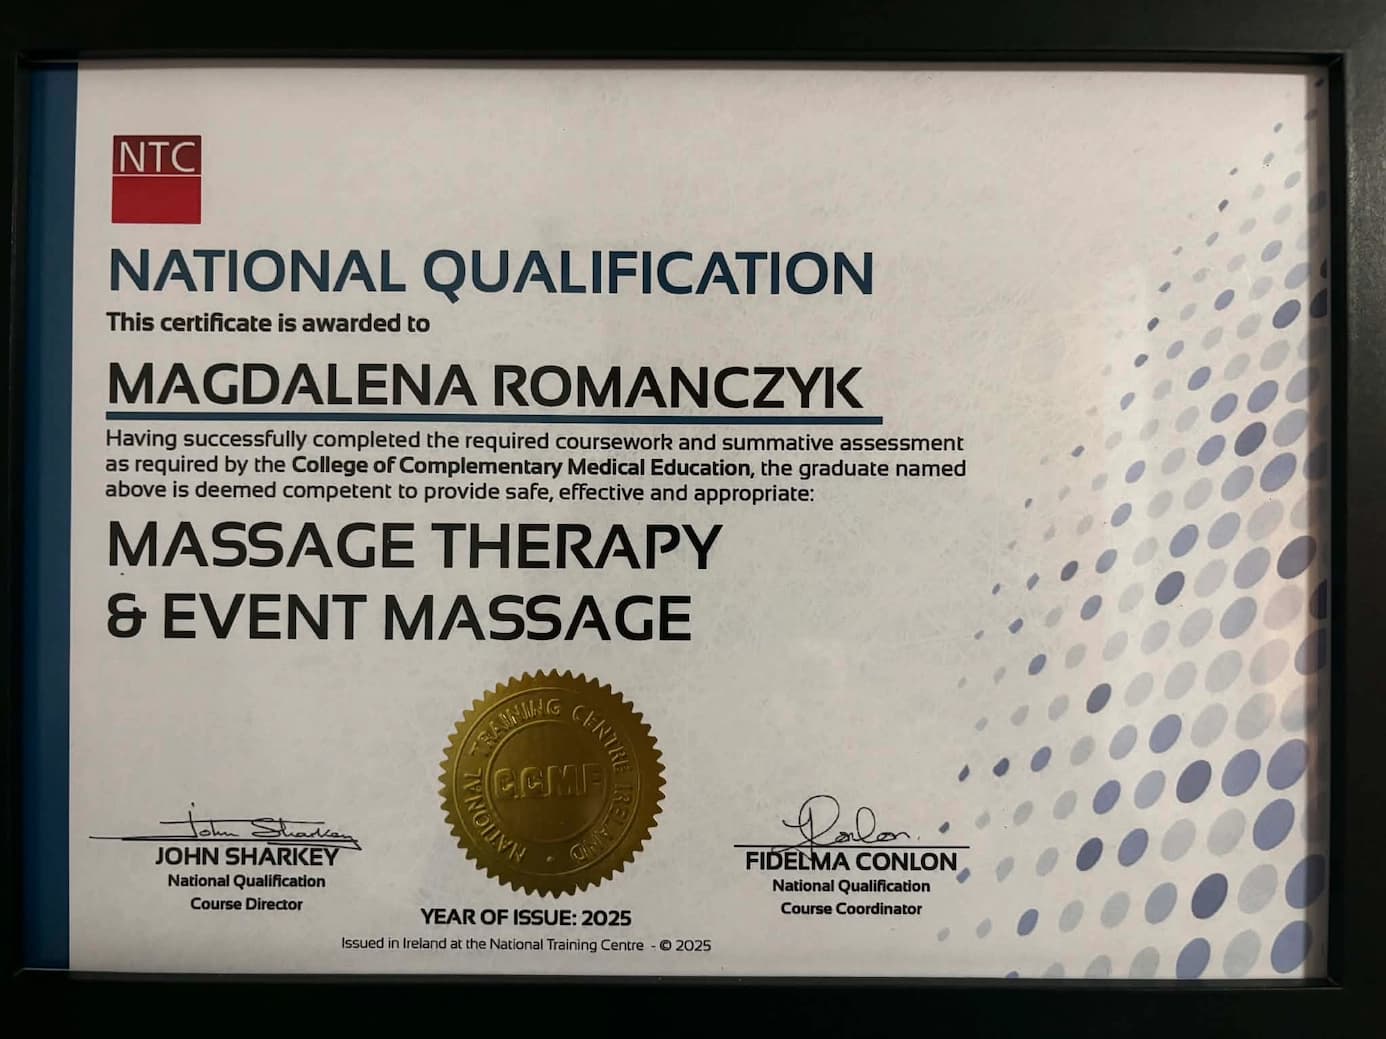 NTC
NATIONAL QUALIFICATION
This certificate is awarded to
MAGDALENA ROMANCZYK
Having successfully completed the required coursework and summative assessment
as required by the College of Complementary Medical Education, the graduate named
above is deemed competent to provide safe, effective and appropriate:
MASSAGE THERAPY
& EVENT MASSAGE
NATIONAL TRAINING CENTRE IRELAND
CCME
John Sharkey
JOHN SHARKEY
National Qualification
Course Director
FConlon.
FIDELMA CONLON
National Qualification
Course Coordinator
YEAR OF ISSUE: 2025
Issued in Ireland at the National Training Centre - © 2025